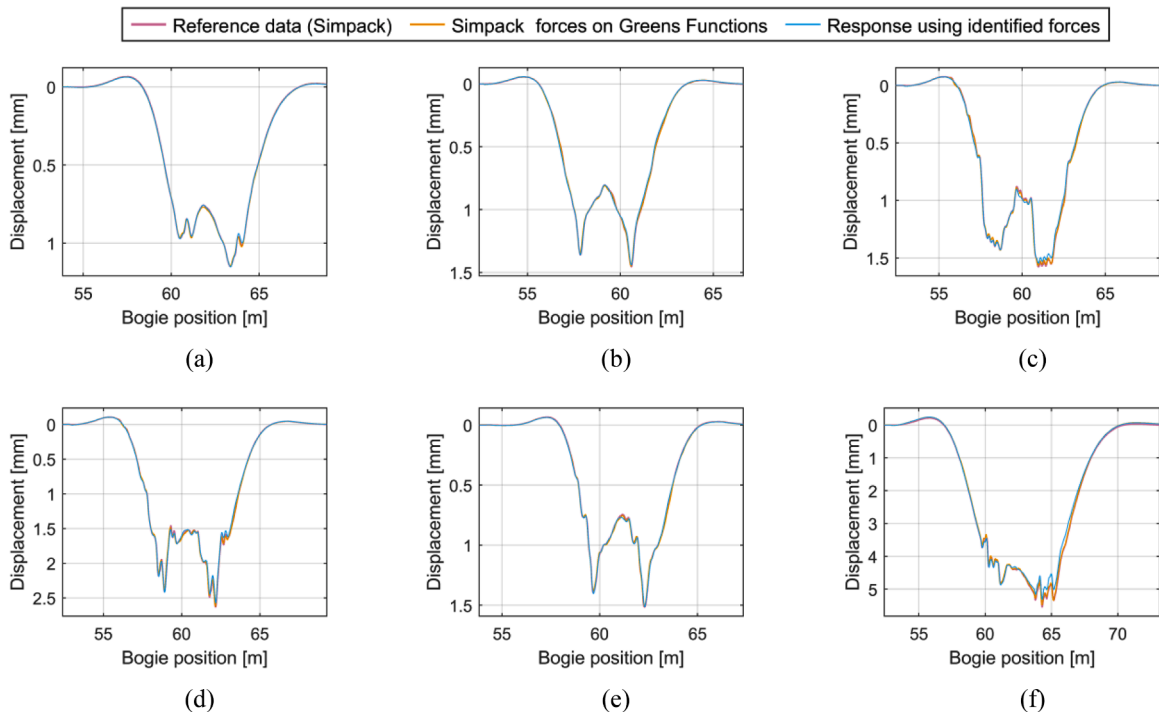 Reference data (Simpack) Simpack forces on Greens Functions Response using identified forces
0
0.5
1
Displacement [mm]
55 60 65
Bogie position [m]
(a)
0
0.5
1
1.5
Displacement [mm]
55 60 65
Bogie position [m]
(b)
0
0.5
1
1.5
Displacement [mm]
55 60 65
Bogie position [m]
(c)
0
0.5
1
1.5
2
2.5
Displacement [mm]
55 60 65
Bogie position [m]
(d)
0
0.5
1
1.5
Displacement [mm]
55 60 65
Bogie position [m]
(e)
0
1
2
3
4
5
Displacement [mm]
55 60 65 70
Bogie position [m]
(f)